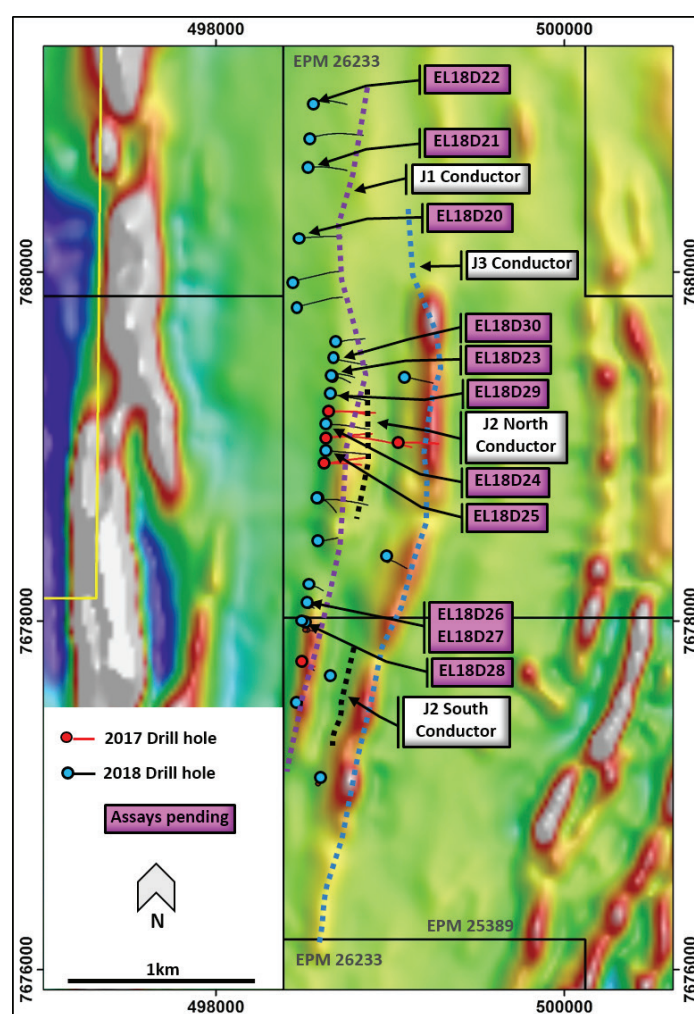 498000
500000
EPM 26233
EL18D22
EL18D21
J1 Conductor
EL18D20
J3 Conductor
7680000
7680000
EL18D30
EL18D23
EL18D29
J2 North
Conductor
EL18D24
EL18D25
EL18D26
EL18D27
7678000
7678000
EL18D28
J2 South
Conductor
2017 Drill hole
2018 Drill hole
Assays pending
N
EPM 25389
EPM 26233
1km
7676000
7676000
498000
500000